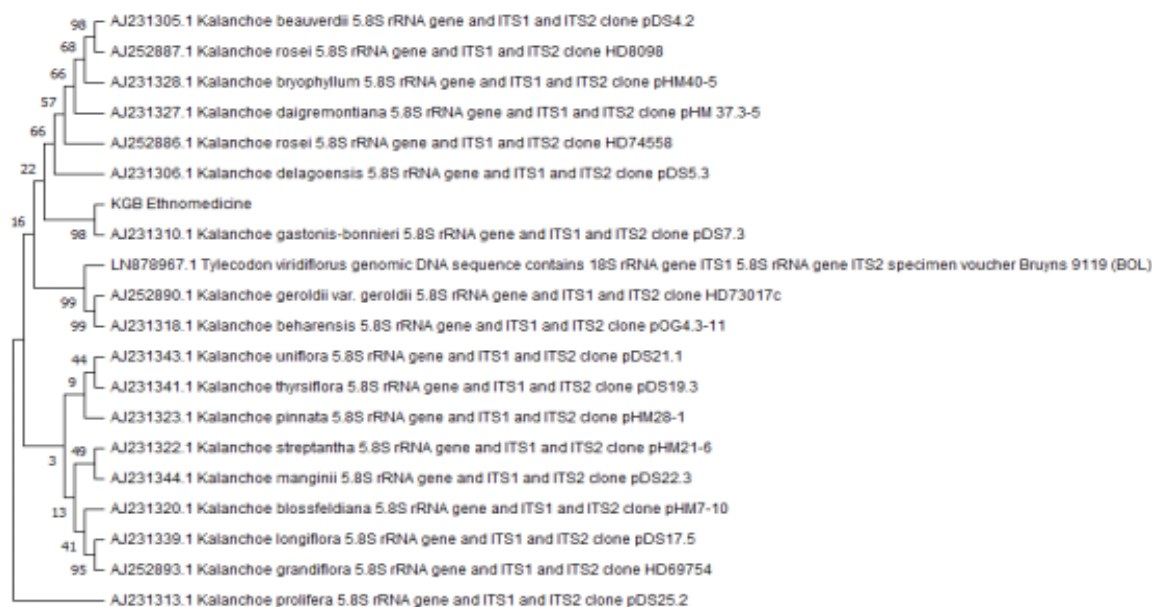 98
AJ231305.1 Kalanchoe beauverdii 5.8S rRNA gene and ITS1 and ITS2 clone pDS4.2
68
AJ252887.1 Kalanchoe rosei 5.8S rRNA gene and ITS1 and ITS2 clone HD8098
66
AJ231328.1 Kalanchoe bryophyllum 5.8S rRNA gene and ITS1 and ITS2 clone pHM40-5
57
AJ231327.1 Kalanchoe daigremontiana 5.8S rRNA gene and ITS1 and ITS2 clone pHM 37.3-5
66
AJ252886.1 Kalanchoe rosei 5.8S rRNA gene and ITS1 and ITS2 clone HD74558
22
AJ231306.1 Kalanchoe delagoensis 5.8S rRNA gene and ITS1 and ITS2 clone pDS5.3
KGB Ethnomedicine
16
98
AJ231310.1 Kalanchoe gastonis-bonnieri 5.8S rRNA gene and ITS1 and ITS2 clone pDS7.3
LN878967.1 Tylecodon viridiflorus genomic DNA sequence contains 18S rRNA gene ITS1 5.8S rRNA gene ITS2 specimen voucher Bruyns 9119 (BOL)
99
AJ252890.1 Kalanchoe geroldii var. geroldii 5.8S rRNA gene and ITS1 and ITS2 clone HD73017c
99
AJ231318.1 Kalanchoe beharensis 5.8S rRNA gene and ITS1 and ITS2 clone pOG4.3-11
44
AJ231343.1 Kalanchoe uniflora 5.8S rRNA gene and ITS1 and ITS2 clone pDS21.1
9
AJ231341.1 Kalanchoe thyrsiflora 5.8S rRNA gene and ITS1 and ITS2 clone pDS19.3
AJ231323.1 Kalanchoe pinnata 5.8S rRNA gene and ITS1 and ITS2 clone pHM28-1
3
49
AJ231322.1 Kalanchoe streptantha 5.8S rRNA gene and ITS1 and ITS2 clone pHM21-6
AJ231344.1 Kalanchoe manginii 5.8S rRNA gene and ITS1 and ITS2 clone pDS22.3
13
AJ231320.1 Kalanchoe blossfeldiana 5.8S rRNA gene and ITS1 and ITS2 clone pHM7-10
41
AJ231339.1 Kalanchoe longiflora 5.8S rRNA gene and ITS1 and ITS2 clone pDS17.5
95
AJ252893.1 Kalanchoe grandiflora 5.8S rRNA gene and ITS1 and ITS2 clone HD69754
AJ231313.1 Kalanchoe prolifera 5.8S rRNA gene and ITS1 and ITS2 clone pDS25.2